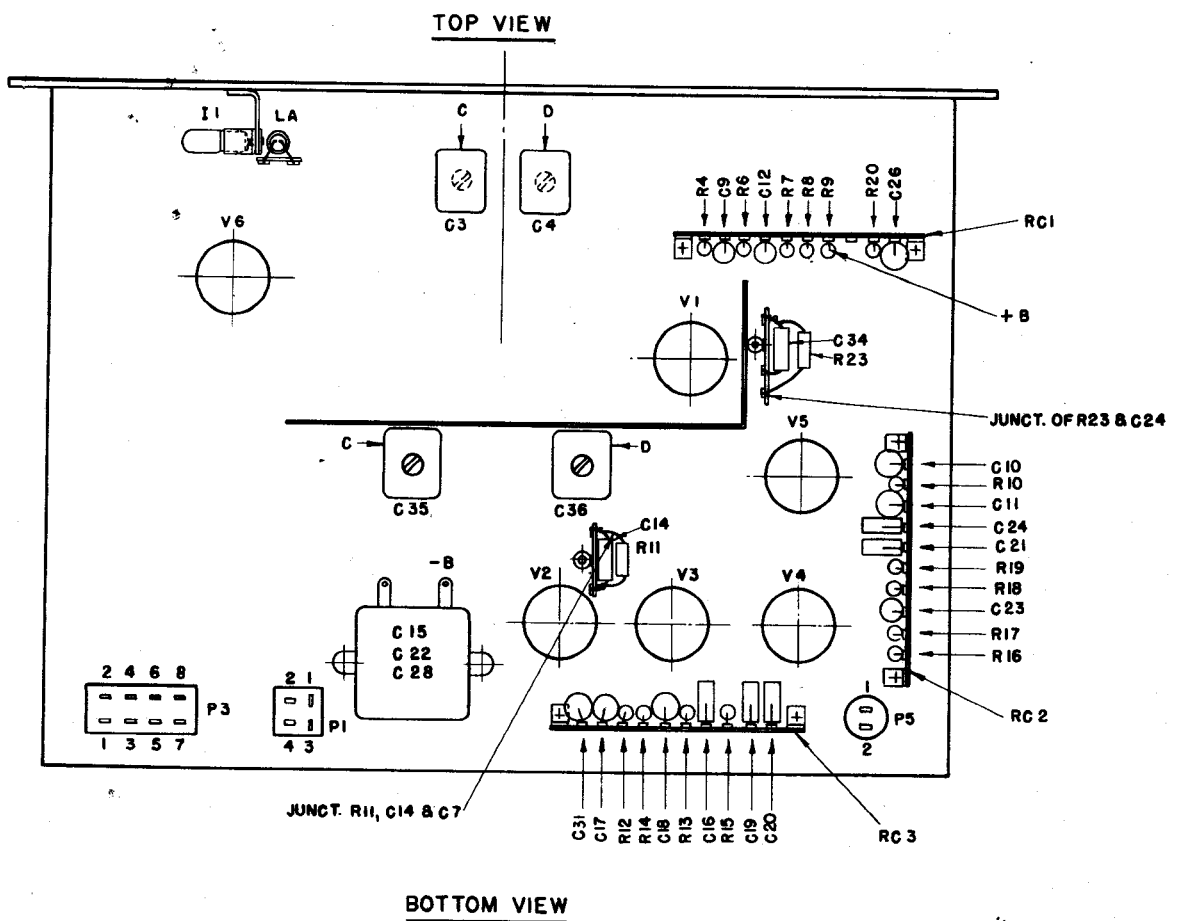 TOP VIEW
I1 LA
C D
C3 C4
R4 C9 R6 C12 R7 R8 R9 R20 C26
RC1
V6
+B
V1
C34
R23
JUNCT. OF R23 & C24
V5
C D
C35 C36
C10
R10
C11
C24
C21
R19
R18
C23
R17
R16
C14
R11
-B
V2 V3 V4
C15
C22
C28
2 4 6 8
P3
1 3 5 7
2 1
P1
4 3
1
P5
2
RC2
JUNCT. R11, C14 & C7
C31 C17 R12 R14 C18 R13 C16 R15 C19 C20
RC3
BOTTOM VIEW